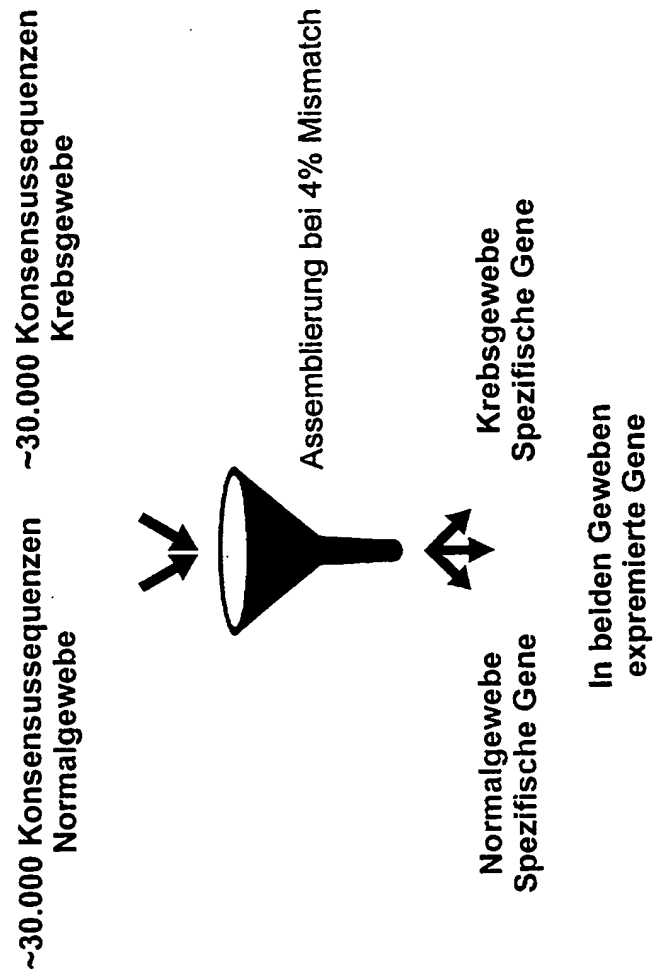 ~30.000 Konsensussequenzen
Normalgewebe
~30.000 Konsensussequenzen
Krebsgewebe
Assemblierung bei 4% Mismatch
Normalgewebe
Spezifische Gene
Krebsgewebe
Spezifische Gene
In beiden Geweben
expremierte Gene